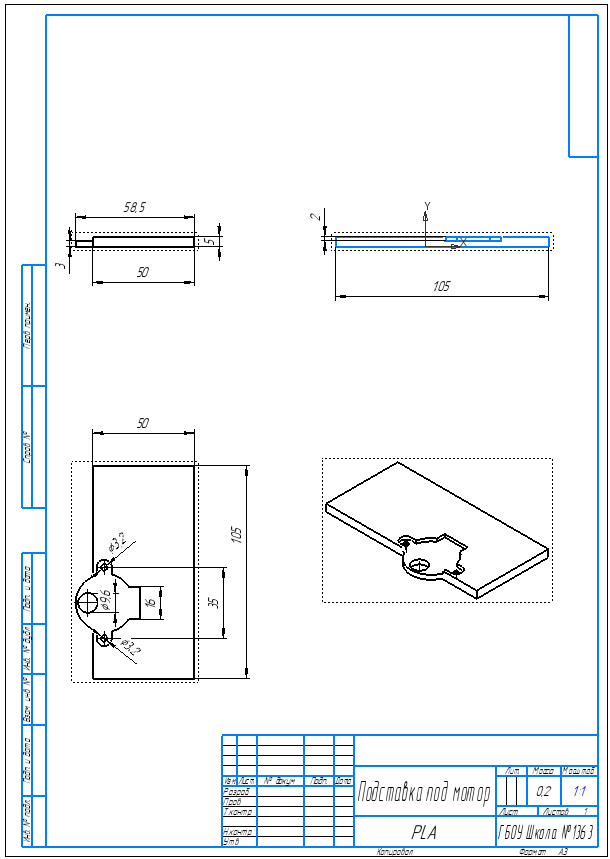 58,5
5
3
50
2
Y
X
105
Перв. примен.
Справ. №
50
⌀3,2
105
⌀9,6
16
35
⌀3,2
Подп. и дата
Инв. № дубл.
Взам. инв. №
Подп. и дата
Инв. № подл.
Изм. Лист № докум. Подп. Дата
Разраб.
Пров.
Т.контр.
Н.контр.
Утв.
Подставка под мотор
Лит. Масса Масштаб
0,2 1:1
Лист Листов 1
PLA
ГБОУ Школа №1363
Копировал Формат А3